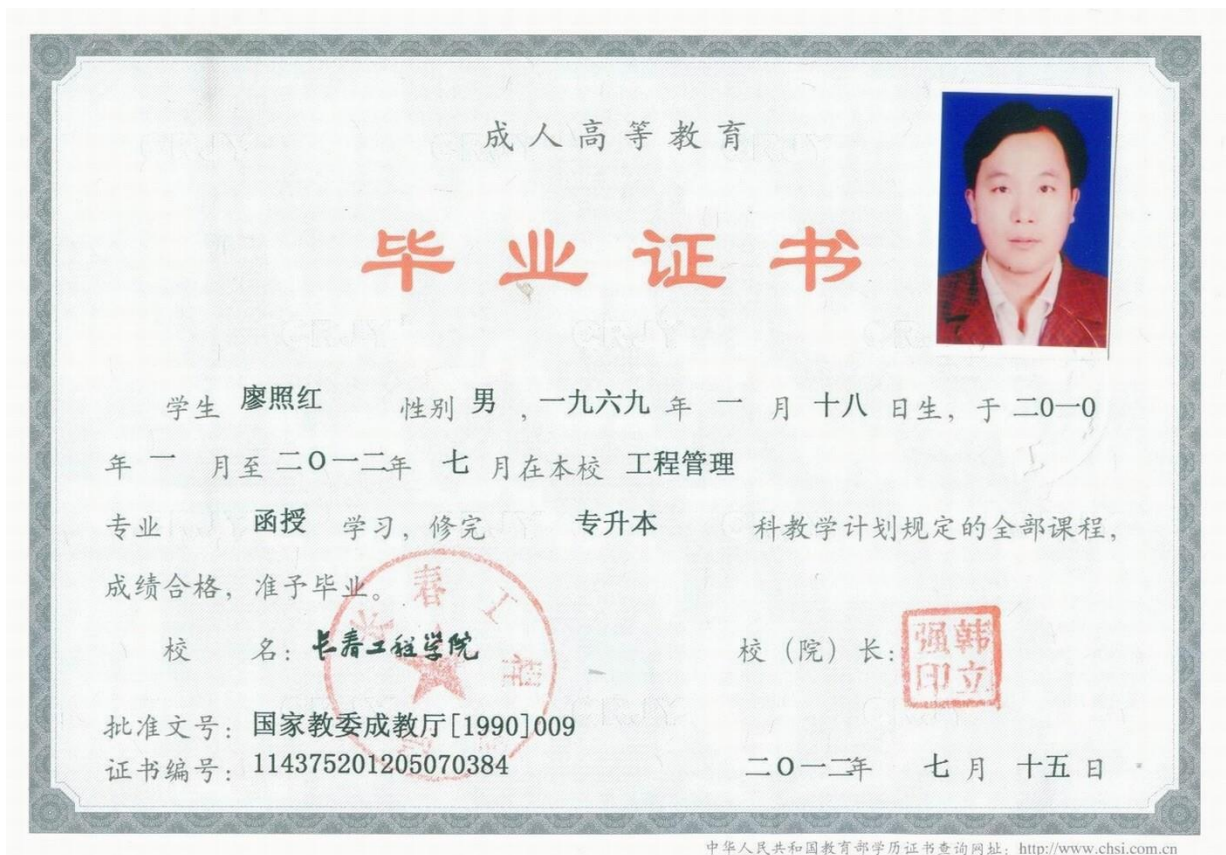 成人高等教育
毕业证书
学生 廖照红 性别 男 , 一九六九 年 一 月 十八 日生, 于 二0一0
年 一 月至 二O一二年 七 月在本校 工程管理
专业 函授 学习, 修完 专升本 科教学计划规定的全部课程,
成绩合格, 准予毕业。
校 名: 长春工程学院 校 (院) 长: 韩立强印
批准文号: 国家教委成教厅[1990]009
证书编号: 114375201205070384 二O一二年 七 月 十五 日
中华人民共和国教育部学历证书查询网址: http://www.chsi.com.cn